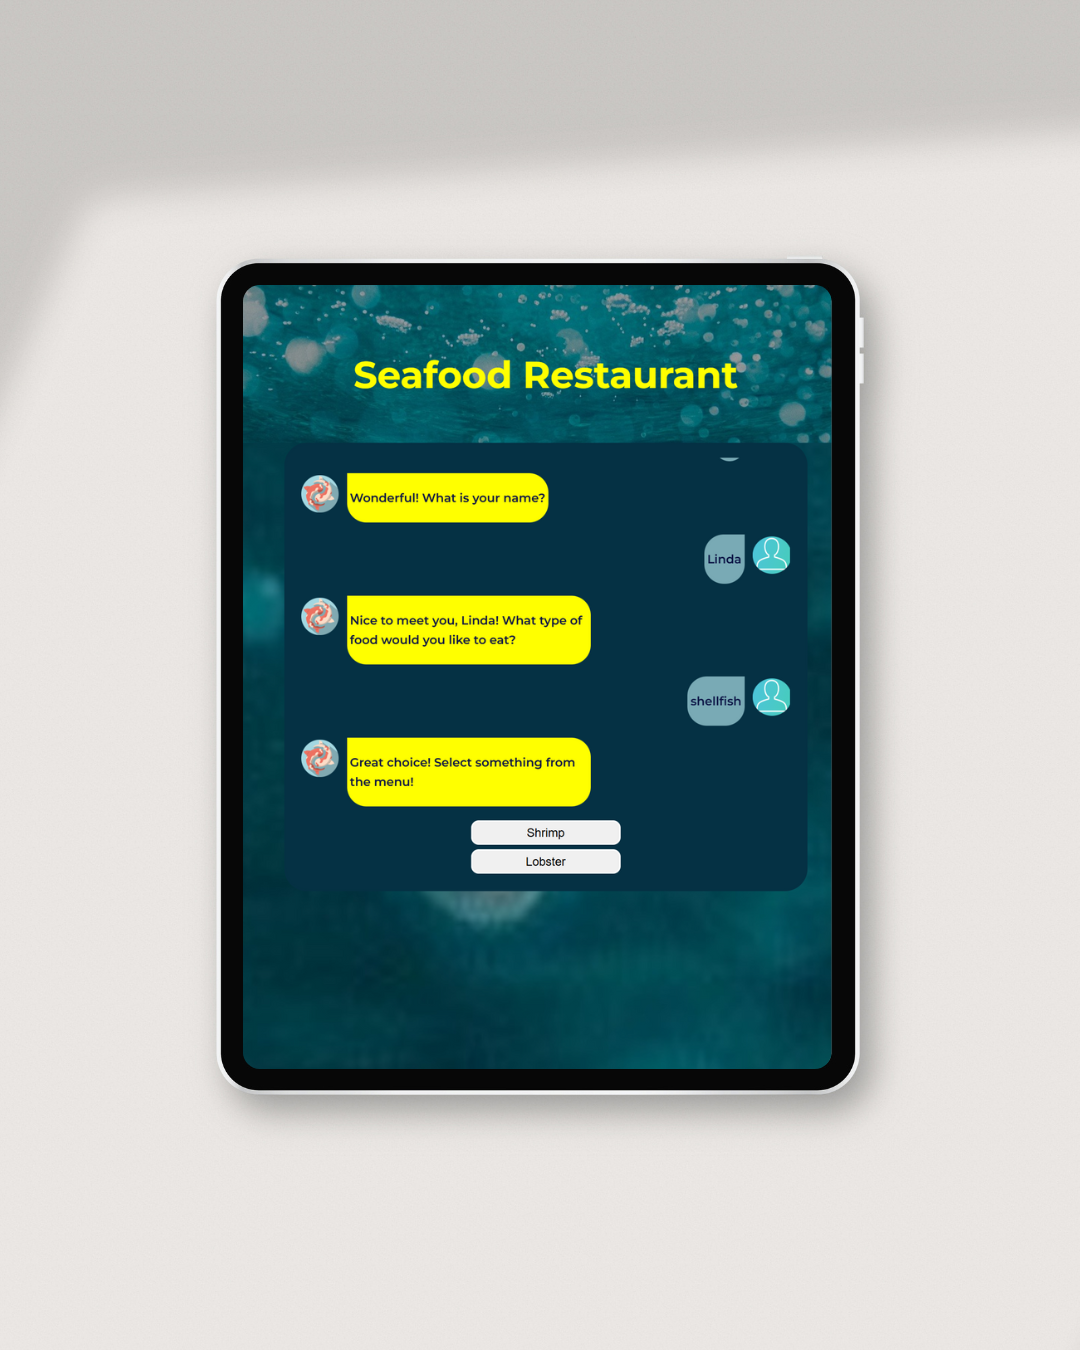 Seafood Restaurant
Wonderful! What is your name?
Linda
Nice to meet you, Linda! What type of
food would you like to eat?
shellfish
Great choice! Select something from
the menu!
Shrimp
Lobster